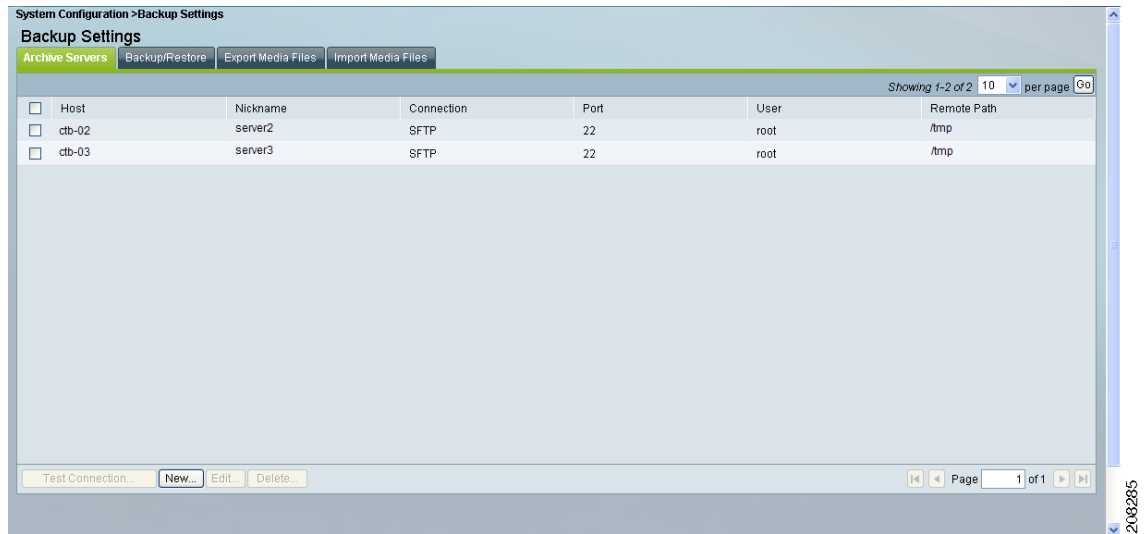 System Configuration >Backup Settings
Backup Settings
Archive Servers Backup/Restore Export Media Files Import Media Files
Showing 1-2 of 2 10 per page Go
Host Nickname Connection Port User Remote Path
ctb-02 server2 SFTP 22 root /tmp
ctb-03 server3 SFTP 22 root /tmp
Test Connection... New... Edit... Delete... Page 1 of 1
208285